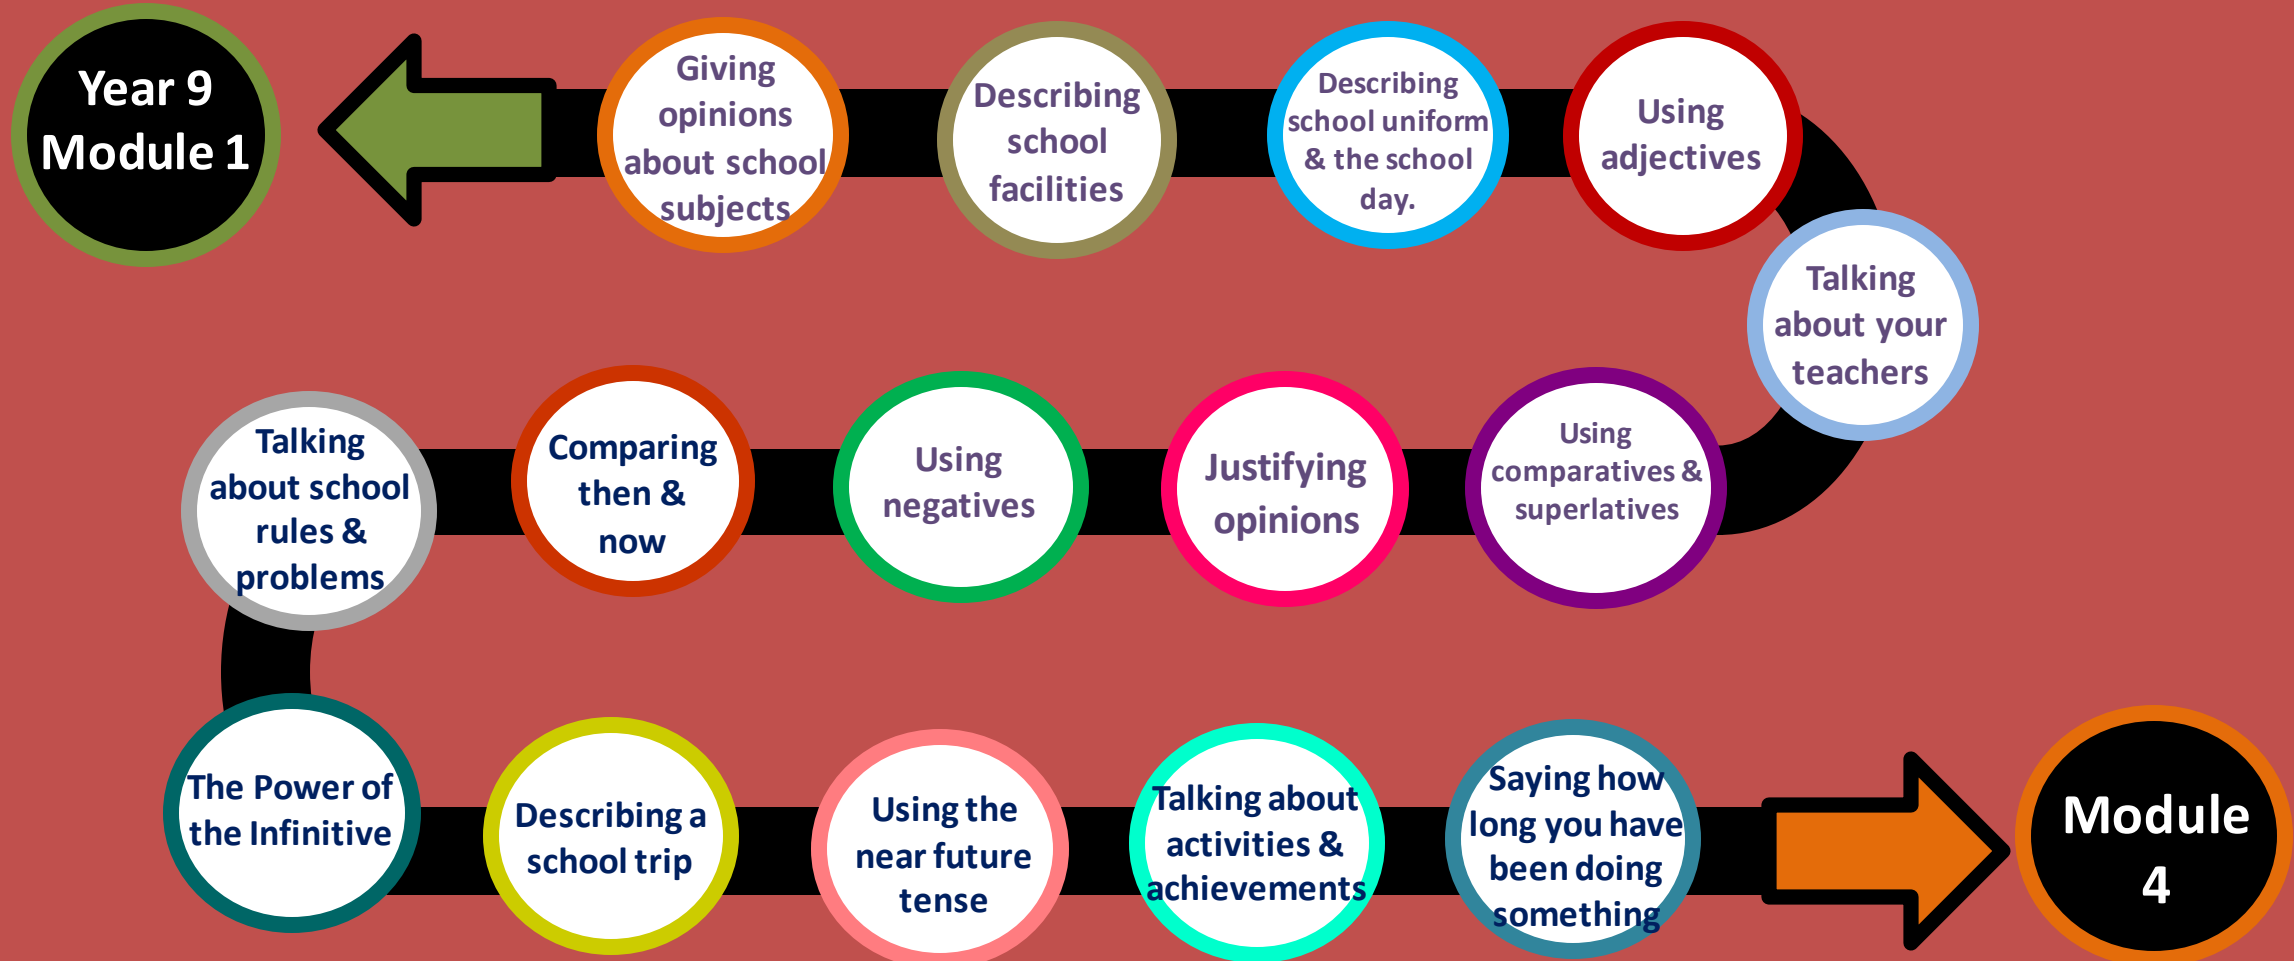 Year 9
Module 1
Giving
opinions
about school
subjects
Describing
school
facilities
Describing
school uniform
& the school
day.
Using
adjectives
Talking
about your
teachers
Talking
about school
rules &
problems
Comparing
then &
now
Using
negatives
Justifying
opinions
Using
comparatives &
superlatives
The Power of
the Infinitive
Describing a
school trip
Using the
near future
tense
Talking about
activities &
achievements
Saying how
long you have
been doing
something
Module
4